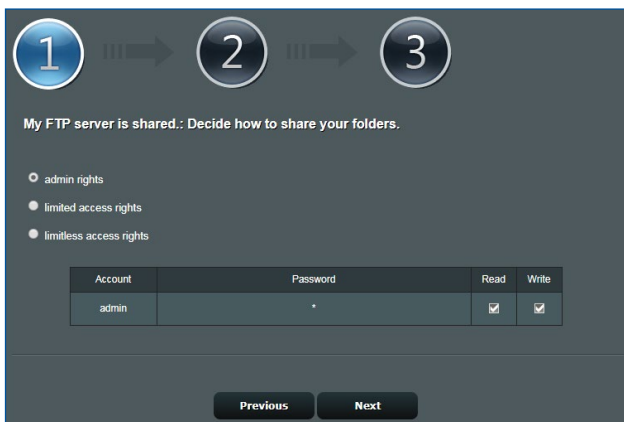 1 2 3
My FTP server is shared.: Decide how to share your folders.
admin rights
limited access rights
limitless access rights
Account Password Read Write
admin *
Previous Next